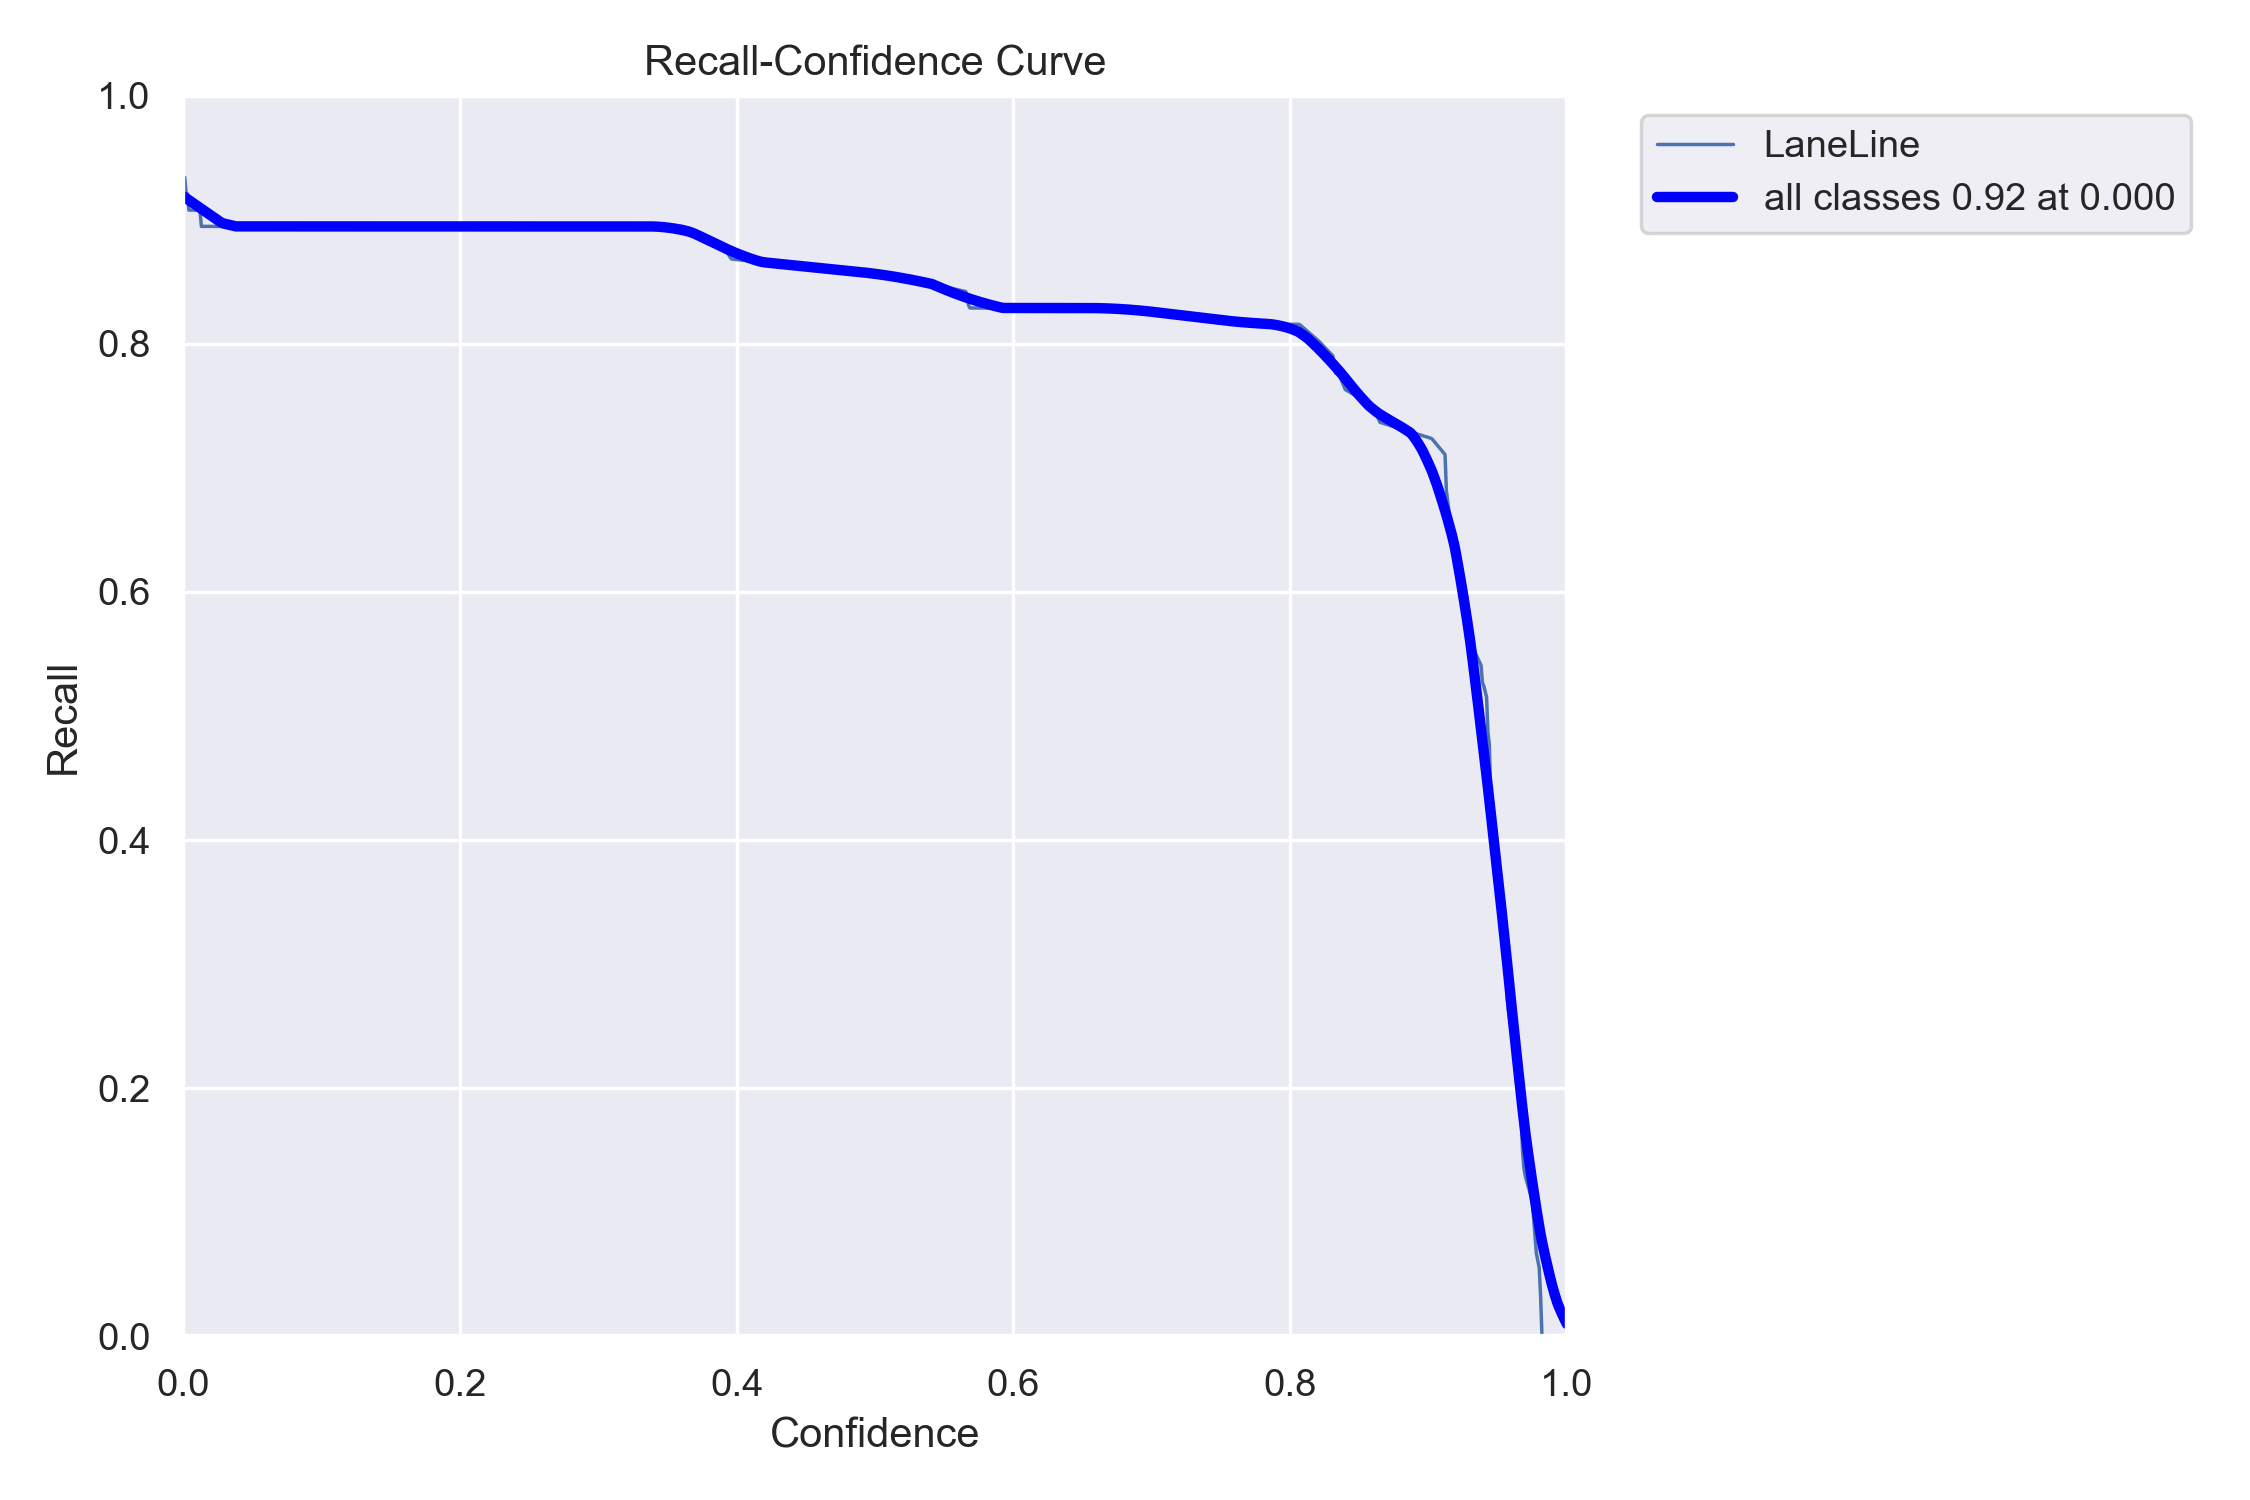 Recall-Confidence Curve
1.0
0.8
0.6
0.4
0.2
0.0
Recall
0.0 0.2 0.4 0.6 0.8 1.0
Confidence
LaneLine
all classes 0.92 at 0.000